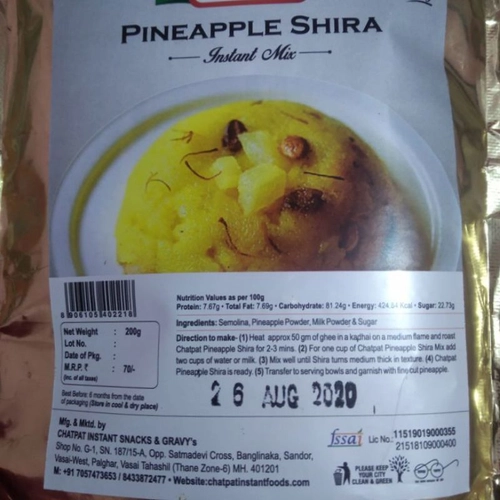 PINEAPPLE SHIRA
Instant Mix
8906105402218
Nutrition Values as per 100g
Protein: 7.67g • Total Fat: 7.69g • Carbohydrate: 81.24g • Energy: 424.84 Kcal • Sugar: 22.73g
Ingredients: Semolina, Pineapple Powder, Milk Powder & Sugar
Direction to make- (1) Heat approx 50 gm of ghee in a kadhai on a medium flame and roast
Chatpat Pineapple Shira for 2-3 mins. (2) For one cup of Chatpat Pineapple Shira Mix add
two cups of water or milk. (3) Mix well until Shira turns medium thick in texture. (4) Chatpat
Pineapple Shira is ready. (5) Transfer to serving bowls and garnish with fine cut pineapple.
Net Weight : 200g
Lot No. :
Date of Pkg. :
M.R.P. ₹ : 70/-
(Inc. of all taxes)
Best Before: 6 months from the date
of packaging (Store in cool & dry place)
26 AUG 2020
Mfg. & Mktd. by
CHATPAT INSTANT SNACKS & GRAVY's
Shop No. G-1, SN. 187/15-A, Opp. Satmadevi Cross, Banglinaka, Sandor,
Vasai-West, Palghar, Vasai Tahashil (Thane Zone-6) MH. 401201
M: +91 7057473653 / 8433872477 • Website:chatpatinstantfoods.com
fssai
Lic No.: 11519019000355
21518109000400
PLEASE KEEP
YOUR CITY
CLEAN & GREEN